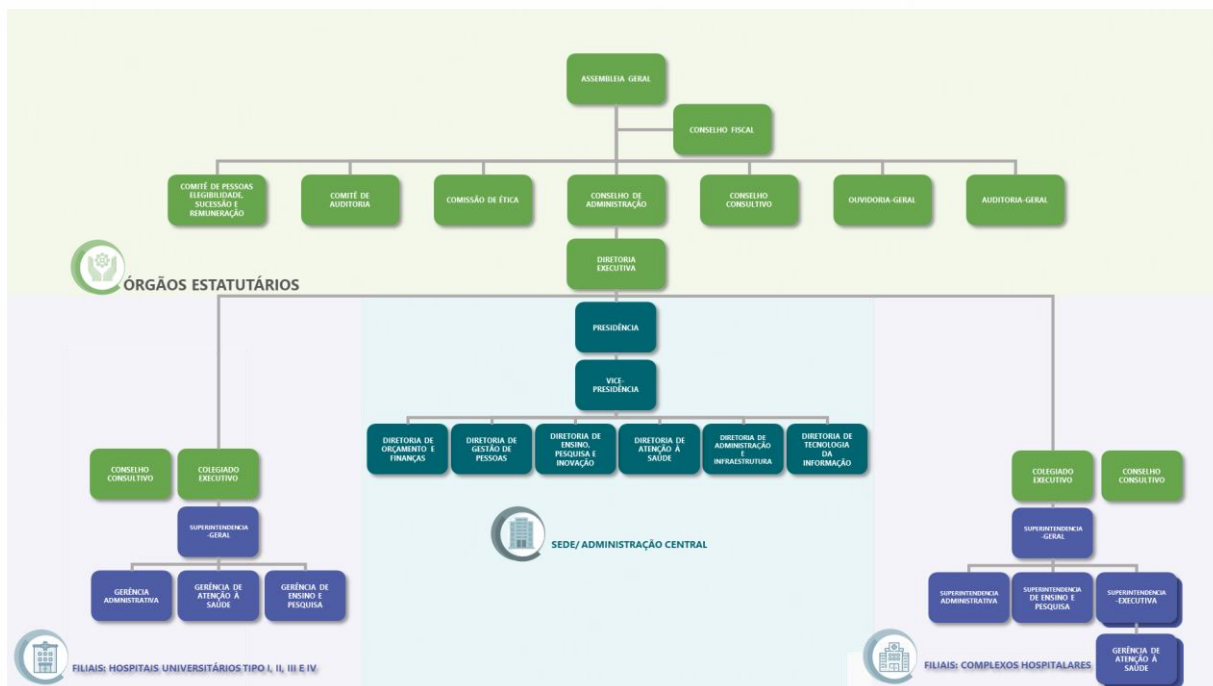 ASSEMBLEIA GERAL
CONSELHO FISCAL
COMITÊ DE PESSOAS
ELEGIBILIDADE,
SUCESSÃO E
REMUNERAÇÃO
COMITÊ DE
AUDITORIA
COMISSÃO DE ÉTICA
CONSELHO DE
ADMINISTRAÇÃO
CONSELHO
CONSULTIVO
OUVIDORIA-GERAL
AUDITORIA-GERAL
DIRETORIA
EXECUTIVA
ÓRGÃOS ESTATUTÁRIOS
PRESIDÊNCIA
VICE-
PRESIDÊNCIA
DIRETORIA DE
ORÇAMENTO E
FINANÇAS
DIRETORIA DE
GESTÃO DE
PESSOAS
DIRETORIA DE
ENSINO,
PESQUISA E
INOVAÇÃO
DIRETORIA DE
ATENÇÃO À
SAÚDE
DIRETORIA DE
ADMINISTRAÇÃO
E
INFRAESTRUTURA
DIRETORIA DE
TECNOLOGIA
DA
INFORMAÇÃO
SEDE/ ADMINISTRAÇÃO CENTRAL
CONSELHO
CONSULTIVO
COLEGIADO
EXECUTIVO
SUPERINTENDENCIA
-GERAL
GERÊNCIA
ADMINISTRATIVA
GERÊNCIA DE
ATENÇÃO À
SAÚDE
GERÊNCIA DE
ENSINO E
PESQUISA
FILIAIS: HOSPITAIS UNIVERSITÁRIOS TIPO I, II, III E IV
COLEGIADO
EXECUTIVO
CONSELHO
CONSULTIVO
SUPERINTENDENCIA
-GERAL
SUPERINTENDENCIA
ADMINISTRATIVA
SUPERINTENDENCIA
DE ENSINO E
PESQUISA
SUPERINTENDENCIA
-EXECUTIVA
GERÊNCIA DE
ATENÇÃO À
SAÚDE
FILIAIS: COMPLEXOS HOSPITALARES